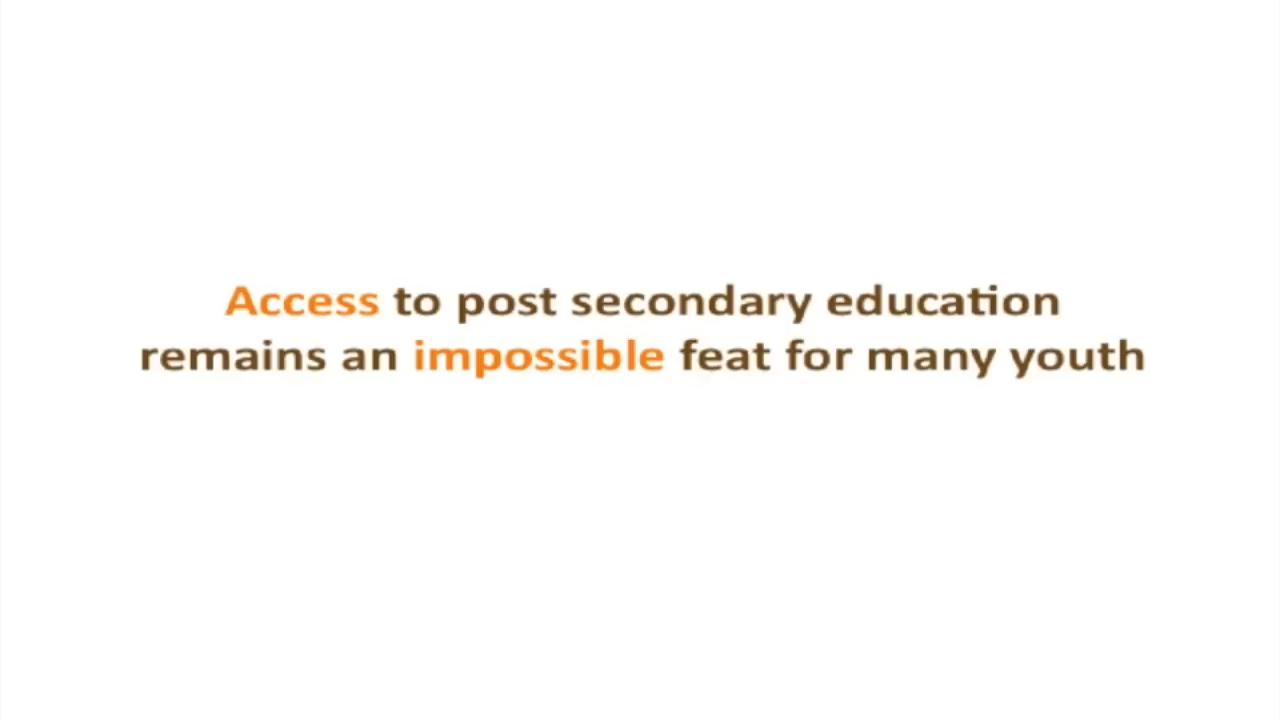 Access to post secondary education
remains an impossible feat for many youth